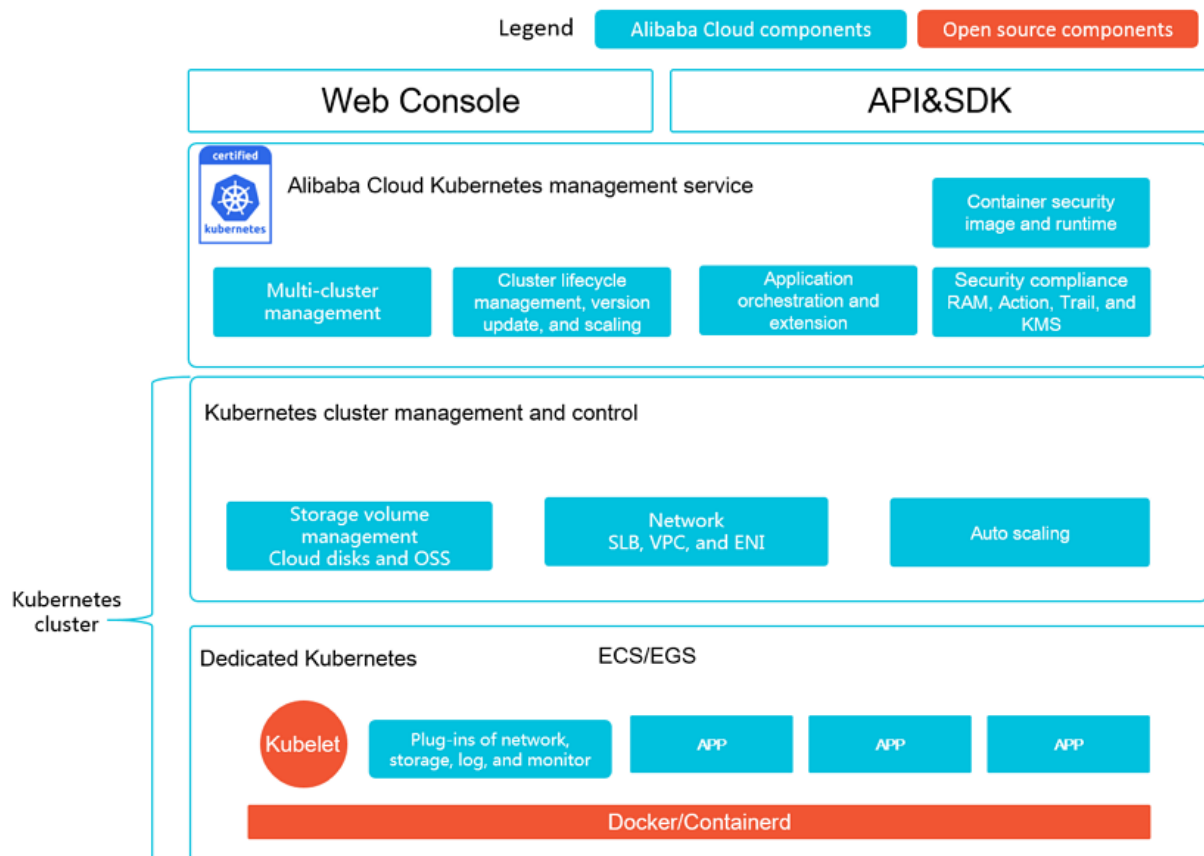 Legend
Alibaba Cloud components
Open source components
Web Console
API&SDK
certified
kubernetes
Alibaba Cloud Kubernetes management service
Container security
image and runtime
Multi-cluster
management
Cluster lifecycle
management, version
update, and scaling
Application
orchestration and
extension
Security compliance
RAM, Action, Trail, and
KMS
Kubernetes cluster management and control
Storage volume
management
Cloud disks and OSS
Network
SLB, VPC, and ENI
Auto scaling
Kubernetes
cluster
Dedicated Kubernetes
ECS/EGS
Kubelet
Plug-ins of network,
storage, log, and monitor
APP
APP
APP
Docker/Containerd